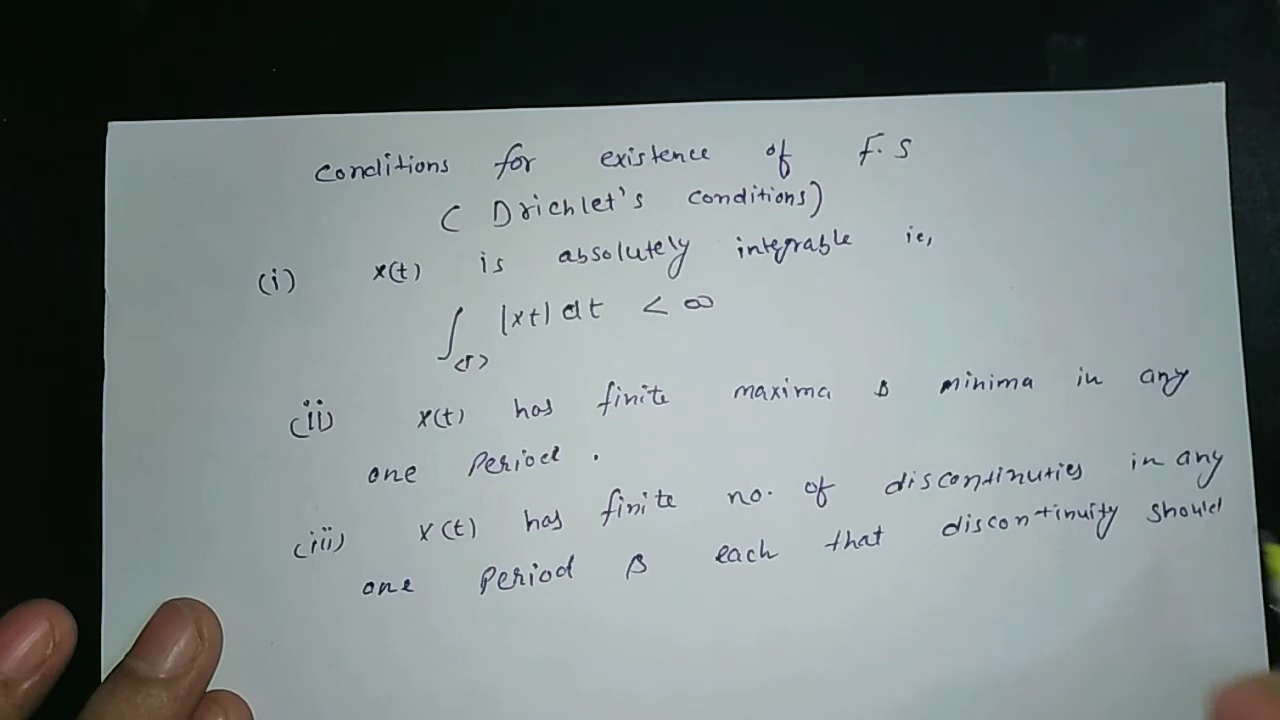 Conditions for existence of F.S
( Drichlet's conditions)
(i) x(t) is absolutely integrable ie,
∫<T> |xt| dt < ∞
(ii) x(t) has finite maxima & minima in any
one Period .
(iii) x(t) has finite no. of discontinuties in any
one Period & each that discontinuity should